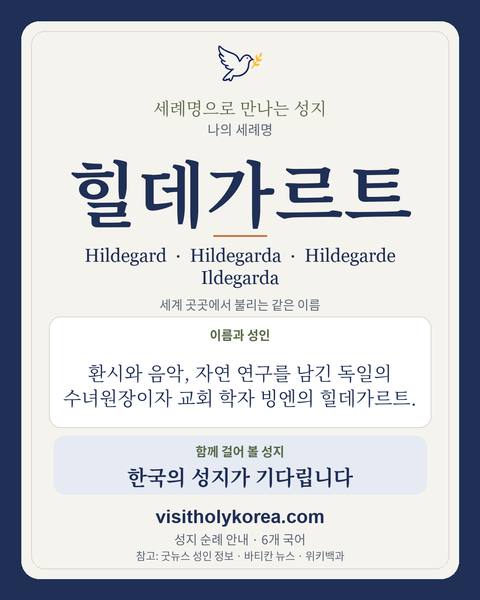 세례명으로 만나는 성지
나의 세례명
힐데가르트
Hildegard · Hildegarda · Hildegarde
Ildegarda
세계 곳곳에서 불리는 같은 이름
이름과 성인
환시와 음악, 자연 연구를 남긴 독일의
수녀원장이자 교회 학자 빙엔의 힐데가르트.
함께 걸어 볼 성지
한국의 성지가 기다립니다
visitholykorea.com
성지 순례 안내 · 6개 국어
참고: 굿뉴스 성인 정보 · 바티칸 뉴스 · 위키백과